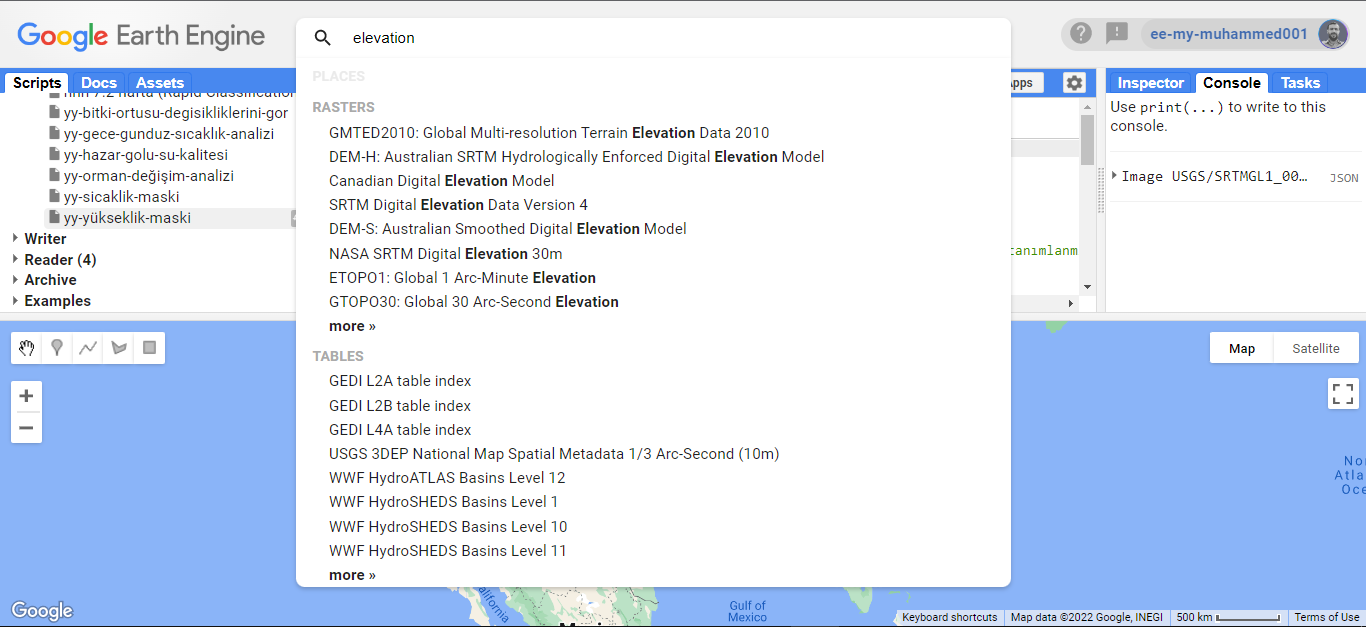 Google Earth Engine
elevation
ee-my-muhammed001
Scripts Docs Assets
yy-bitki-ortusu-degisikliklerini-gor
yy-gece-gunduz-sıcaklık-analizi
yy-hazar-golu-su-kalitesi
yy-orman-değişim-analizi
yy-sicaklik-maski
yy-yükseklik-maski
Writer
Reader (4)
Archive
Examples
PLACES
RASTERS
GMTED2010: Global Multi-resolution Terrain Elevation Data 2010
DEM-H: Australian SRTM Hydrologically Enforced Digital Elevation Model
Canadian Digital Elevation Model
SRTM Digital Elevation Data Version 4
DEM-S: Australian Smoothed Digital Elevation Model
NASA SRTM Digital Elevation 30m
ETOPO1: Global 1 Arc-Minute Elevation
GTOPO30: Global 30 Arc-Second Elevation
more »
TABLES
GEDI L2A table index
GEDI L2B table index
GEDI L4A table index
USGS 3DEP National Map Spatial Metadata 1/3 Arc-Second (10m)
WWF HydroATLAS Basins Level 12
WWF HydroSHEDS Basins Level 1
WWF HydroSHEDS Basins Level 10
WWF HydroSHEDS Basins Level 11
more »
Apps
tanımlanm
Inspector Console Tasks
Use print(...) to write to this
console.
Image USGS/SRTMGL1_00… JSON
Map Satellite
Google
California
Gulf of
Mexico
Keyboard shortcuts Map data ©2022 Google, INEGI 500 km Terms of Use